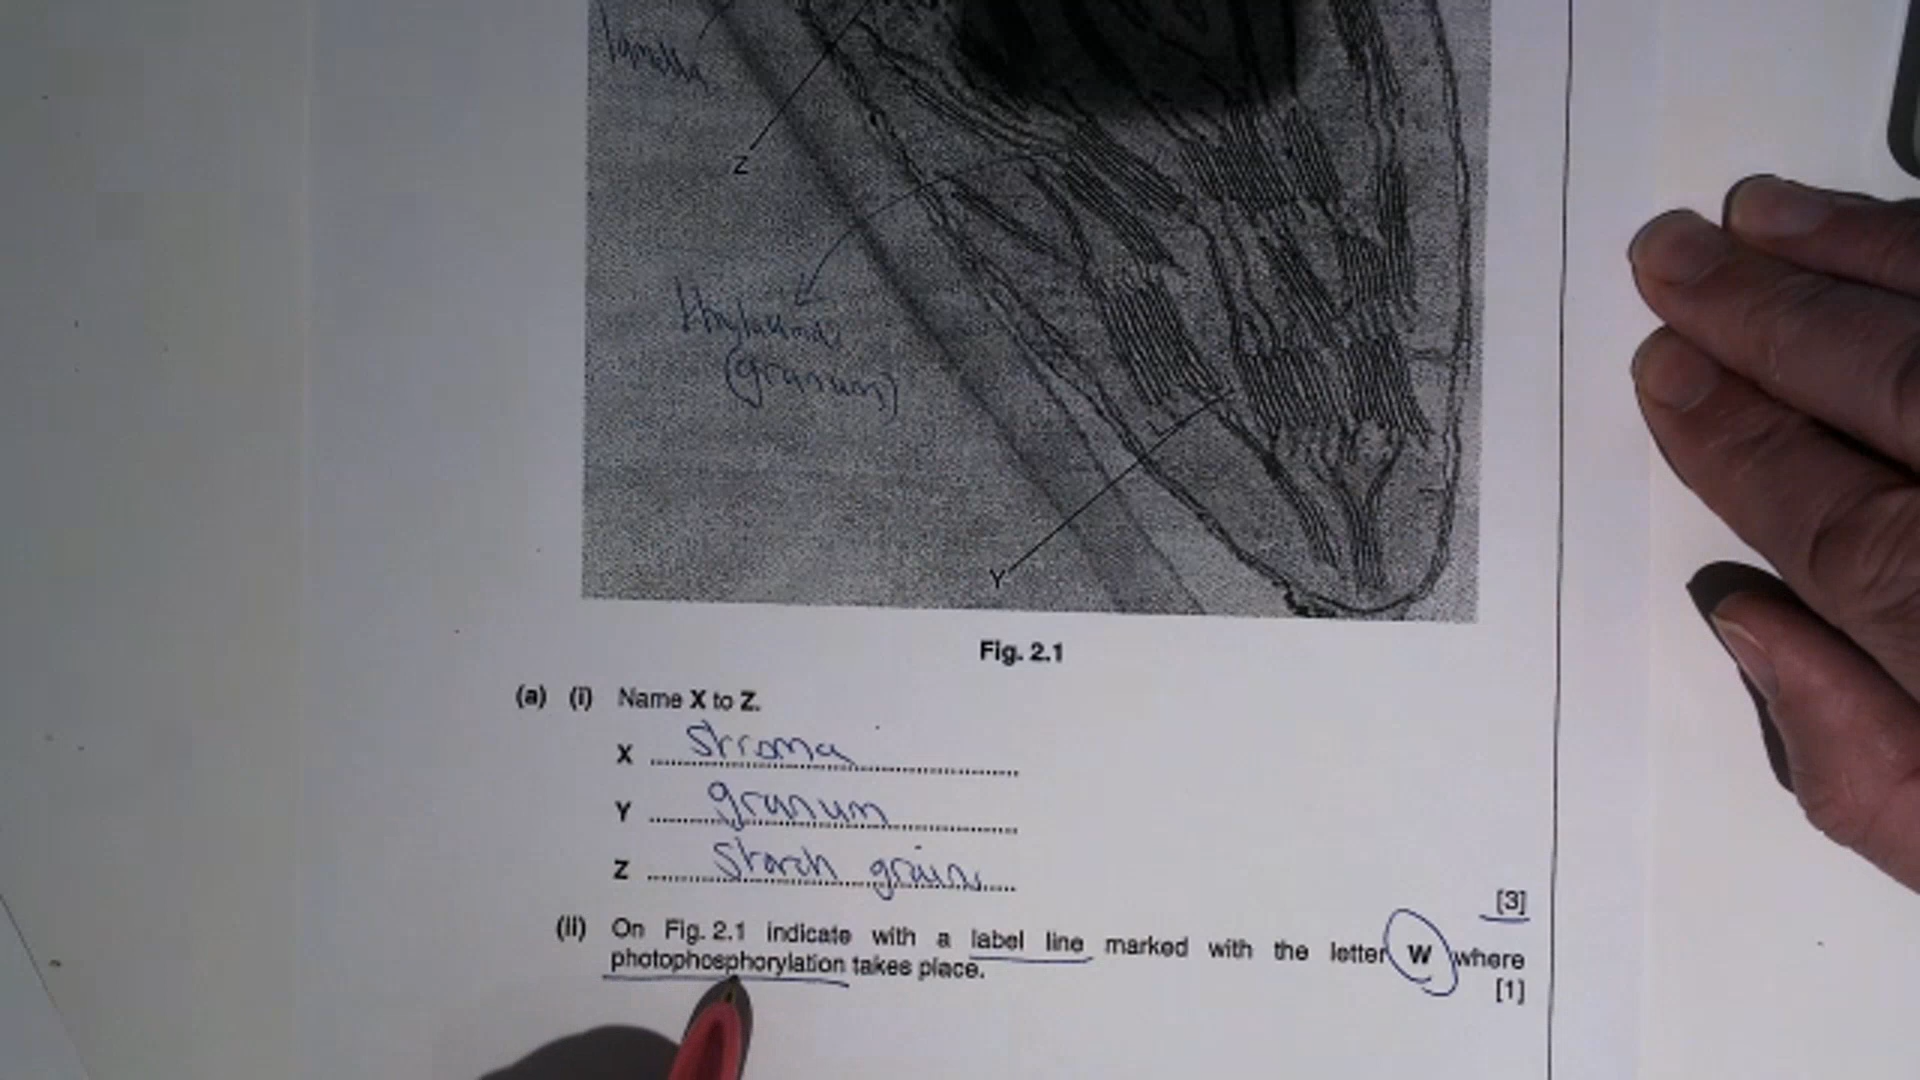 lamella
Z
thylakoid
(granum)
Y
Fig. 2.1
(a) (i) Name X to Z.
X stroma
Y granum
Z starch grain
[3]
(ii) On Fig. 2.1 indicate with a label line marked with the letter W where
photophosphorylation takes place.
[1]